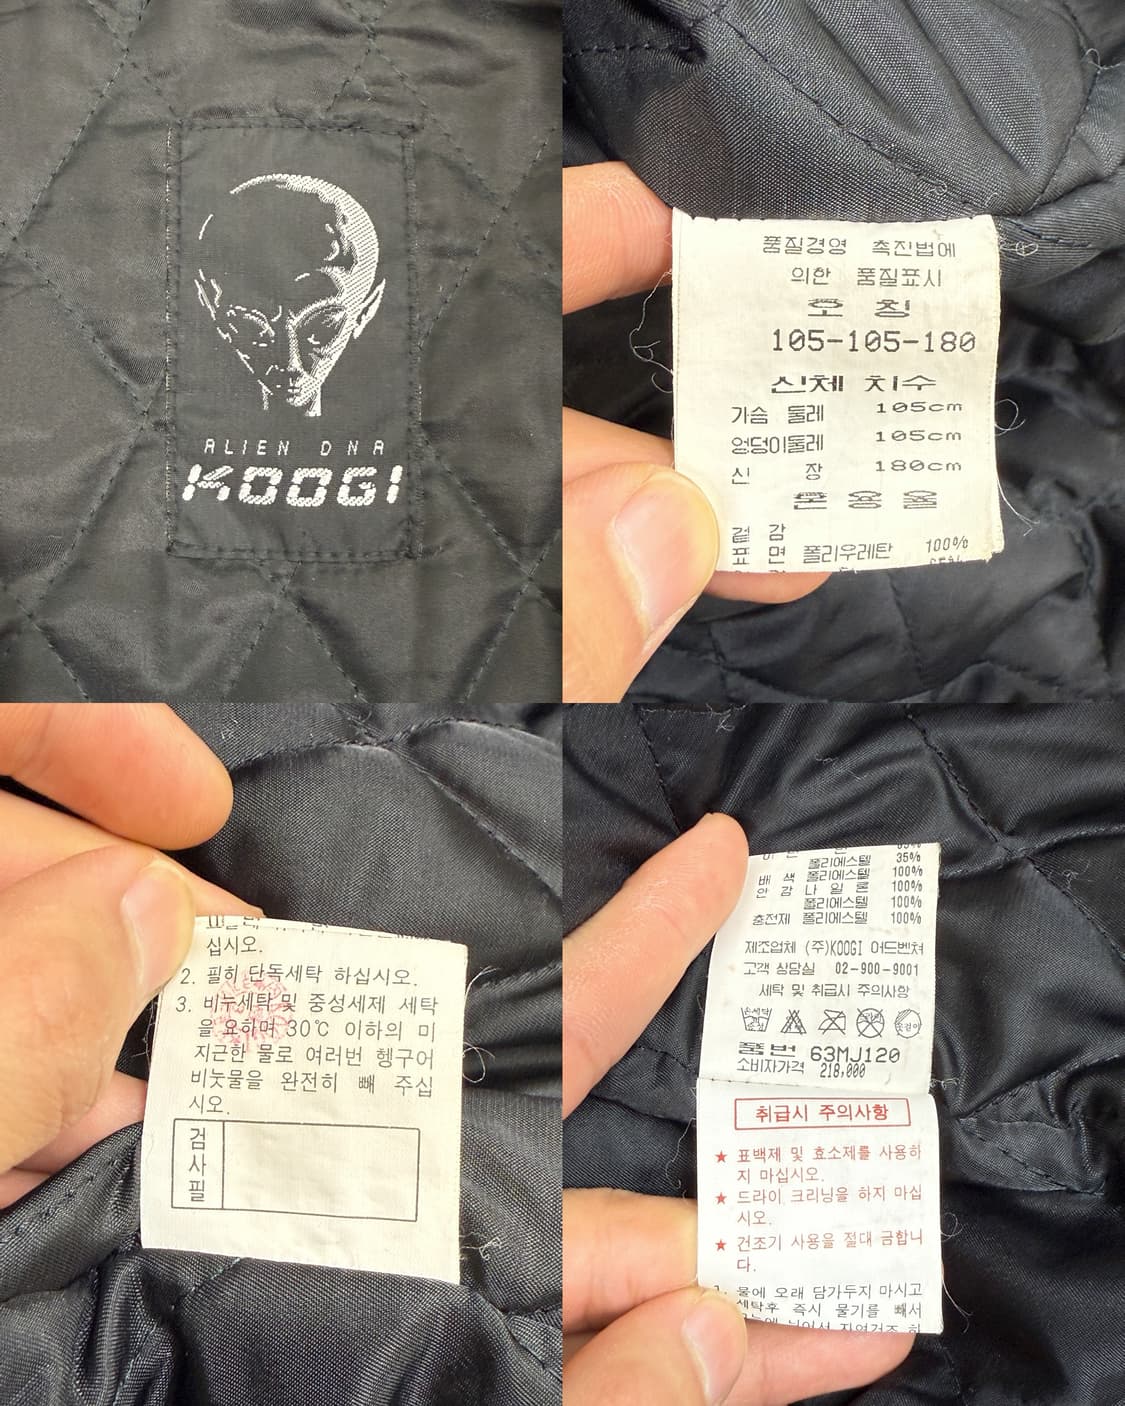 ALIEN DNA
KOOGI
품질경영 촉진법에
의한 품질표시
호 칭
105-105-180
신체 치수
가슴 둘레 105cm
엉덩이둘레 105cm
신 장 180cm
혼 용 율
겉 감
표 면 폴리우레탄 100%
65%
십시오.
2. 필히 단독세탁 하십시오.
3. 비누세탁 및 중성세제 세탁
을 요하며 30℃ 이하의 미
지근한 물로 여러번 헹구어
비눗물을 완전히 빼 주십
시오.
검
사
필
65%
폴리에스텔 35%
배 색 폴리에스텔 100%
안 감 나 일 론 100%
폴리에스텔 100%
충전제 폴리에스텔 100%
제조업체 (주)KOOGI 어드벤쳐
고객 상담실 02-900-9001
세탁 및 취급시 주의사항
손세탁
약 30℃
중성
품번 63MJ120
소비자가격 218,000
취급시 주의사항
★ 표백제 및 효소제를 사용하
지 마십시오.
★ 드라이 크리닝을 하지 마십
시오.
★ 건조기 사용을 절대 금합니
다.
1. 물에 오래 담가두지 마시고
세탁후 즉시 물기를 빼서